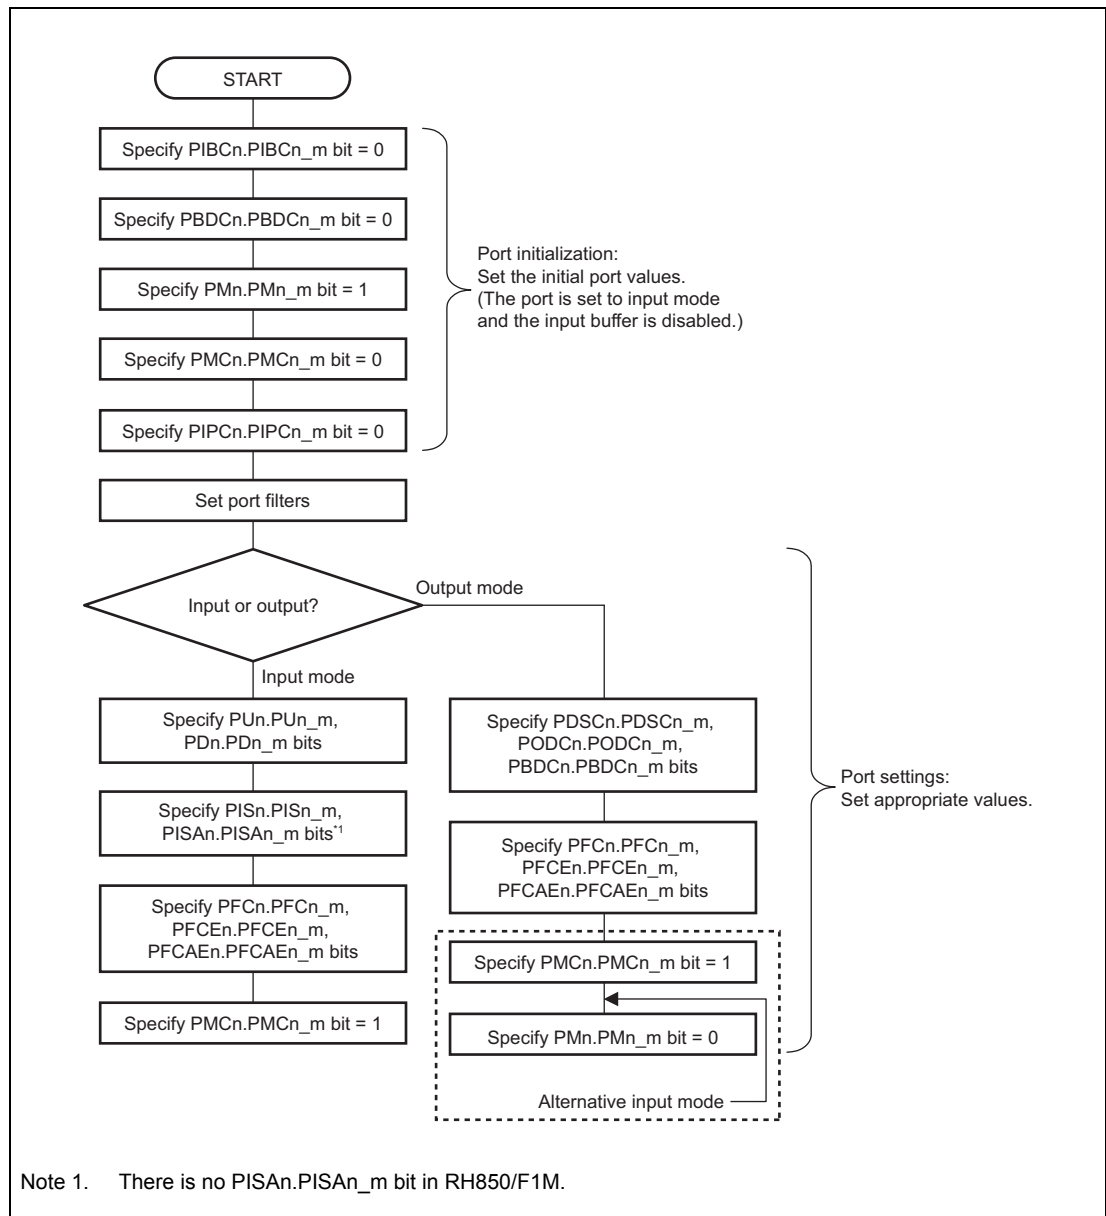 START
Specify PIBCn.PIBCn_m bit = 0
Specify PBDCn.PBDCn_m bit = 0
Specify PMn.PMn_m bit = 1
Specify PMCn.PMCn_m bit = 0
Specify PIPCn.PIPCn_m bit = 0
Port initialization:
Set the initial port values.
(The port is set to input mode
and the input buffer is disabled.)
Set port filters
Input or output?
Output mode
Input mode
Specify PUn.PUn_m,
PDn.PDn_m bits
Specify PISn.PISn_m,
PISAn.PISAn_m bits*1
Specify PFCn.PFCn_m,
PFCEn.PFCEn_m,
PFCAEn.PFCAEn_m bits
Specify PMCn.PMCn_m bit = 1
Specify PDSCn.PDSCn_m,
PODCn.PODCn_m,
PBDCn.PBDCn_m bits
Specify PFCn.PFCn_m,
PFCEn.PFCEn_m,
PFCAEn.PFCAEn_m bits
Specify PMCn.PMCn_m bit = 1
Specify PMn.PMn_m bit = 0
Alternative input mode
Port settings:
Set appropriate values.
Note 1. There is no PISAn.PISAn_m bit in RH850/F1M.